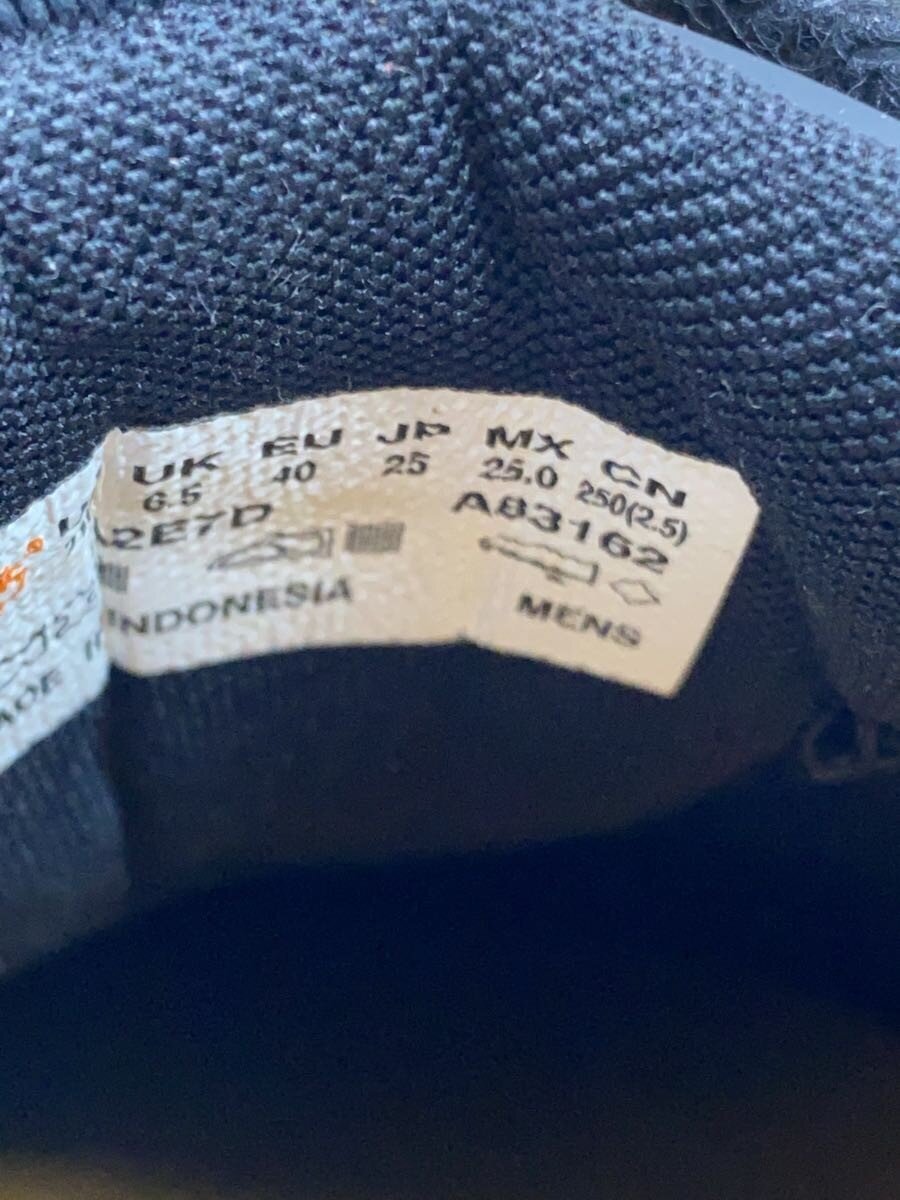 UK EU JP MX CN
6.5 40 25 25.0 250(2.5)
A2E7D A83162
INDONESIA MENS